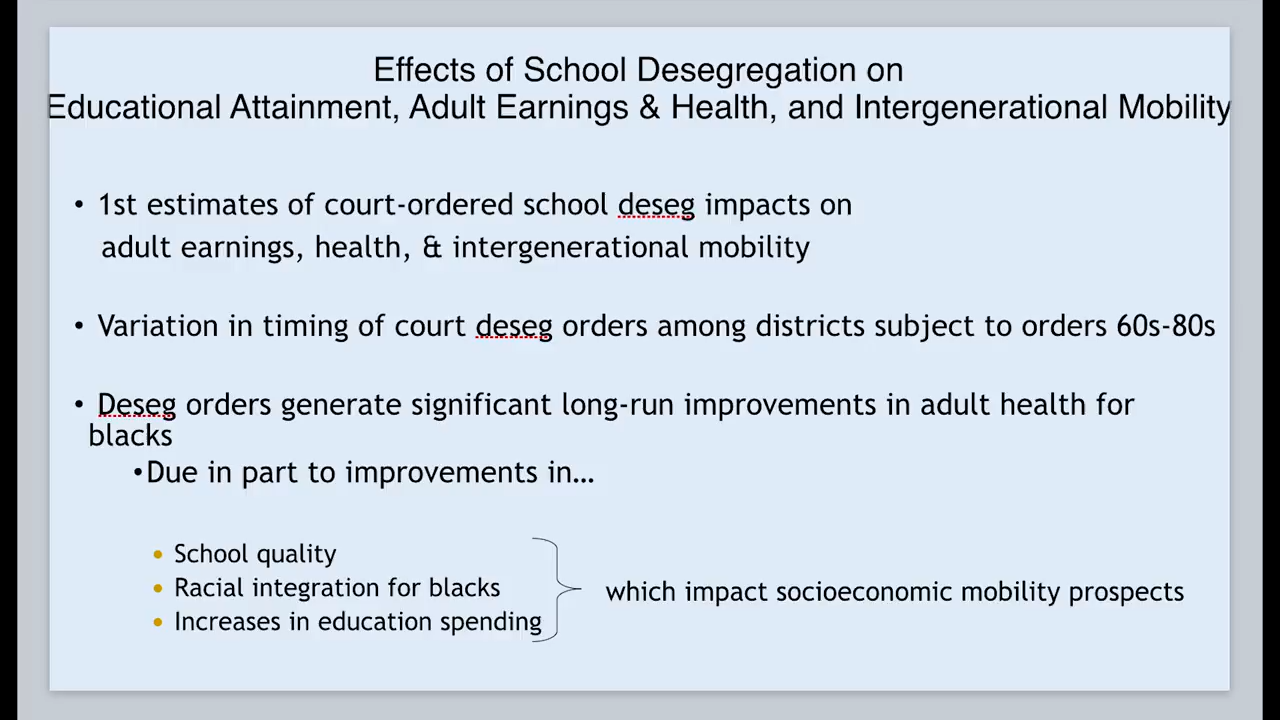 Effects of School Desegregation on
Educational Attainment, Adult Earnings & Health, and Intergenerational Mobility
• 1st estimates of court-ordered school deseg impacts on
adult earnings, health, & intergenerational mobility
• Variation in timing of court deseg orders among districts subject to orders 60s-80s
• Deseg orders generate significant long-run improvements in adult health for
blacks
•Due in part to improvements in…
• School quality
• Racial integration for blacks
• Increases in education spending
which impact socioeconomic mobility prospects